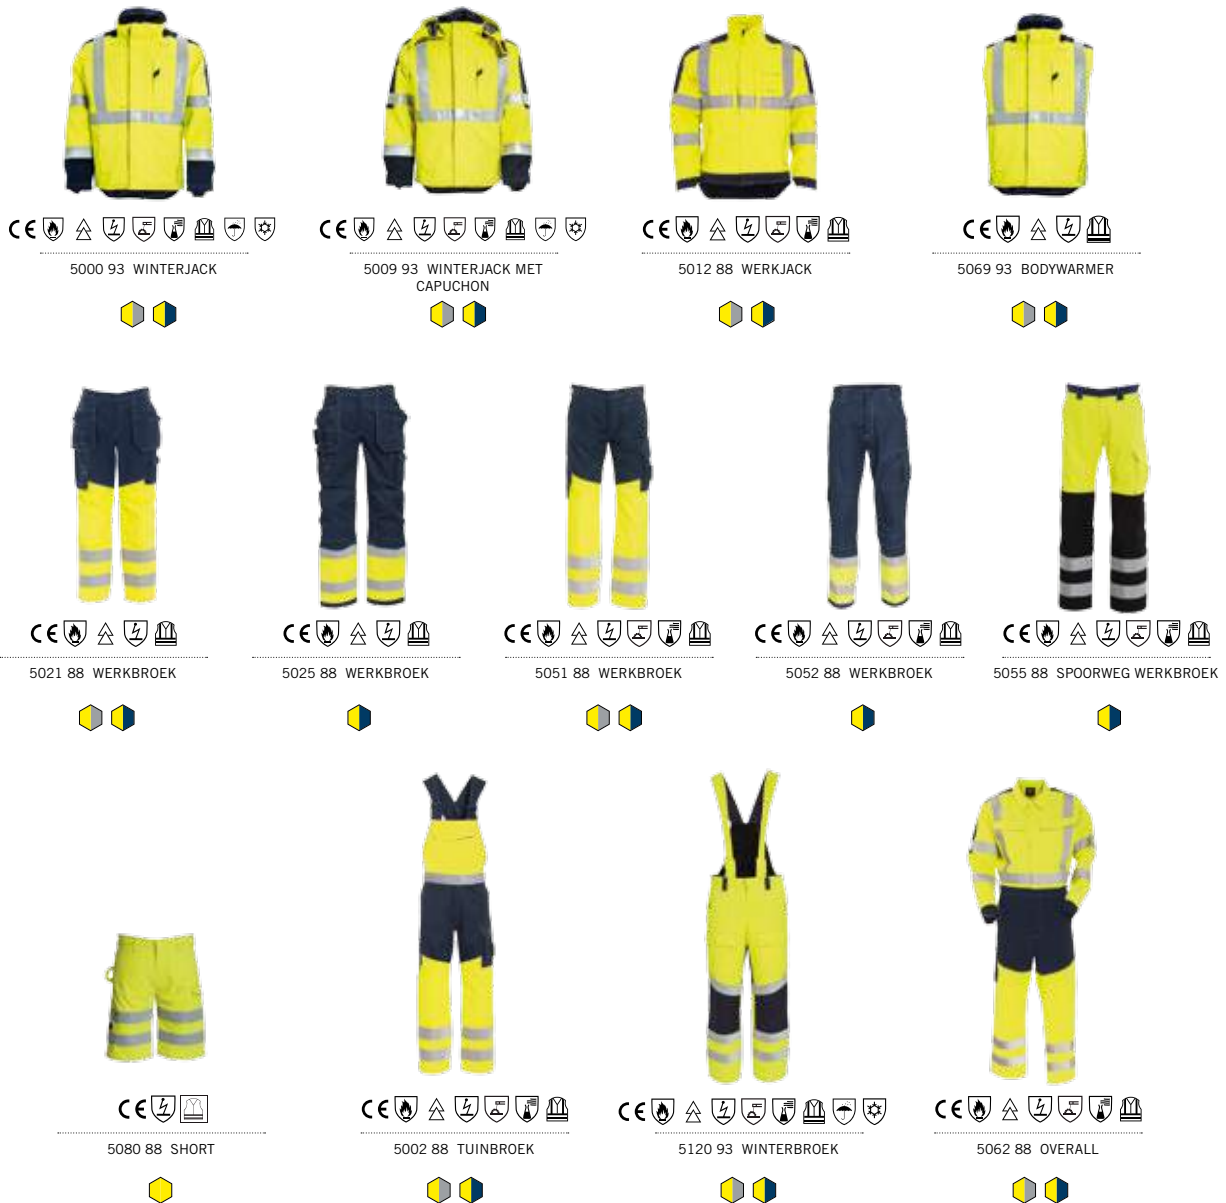 CE
CE
CE
CE
5000 93 WINTERJACK
5009 93 WINTERJACK MET
CAPUCHON
5012 88 WERKJACK
5069 93 BODYWARMER
CE
CE
CE
CE
CE
5021 88 WERKBROEK
5025 88 WERKBROEK
5051 88 WERKBROEK
5052 88 WERKBROEK
5055 88 SPOORWEG WERKBROEK
CE
CE
CE
CE
5080 88 SHORT
5002 88 TUINBROEK
5120 93 WINTERBROEK
5062 88 OVERALL